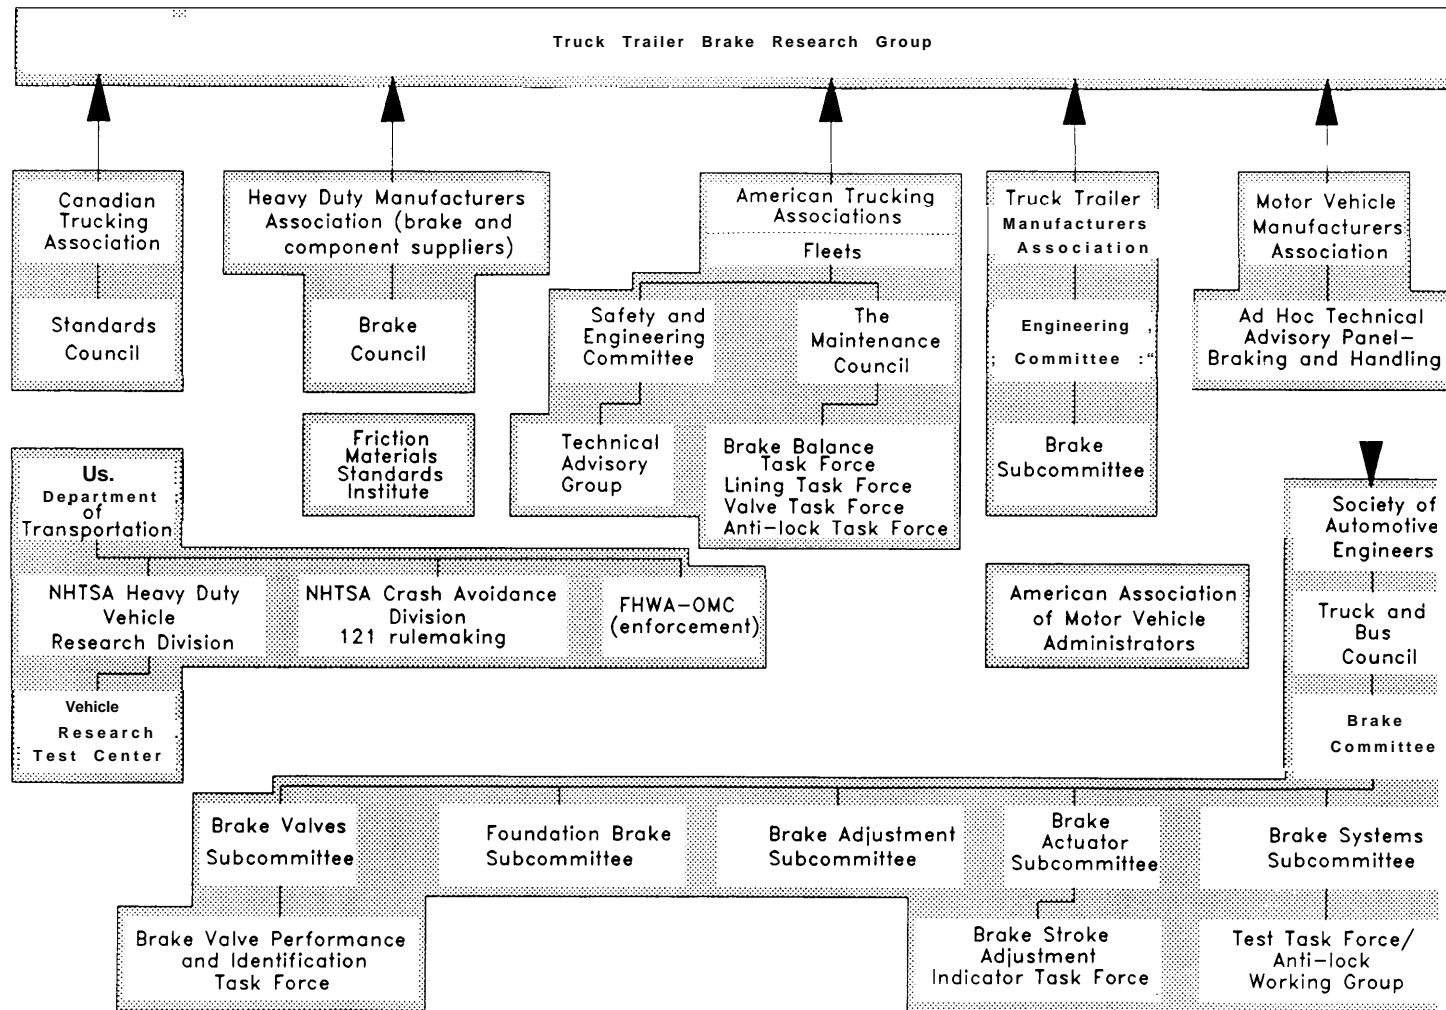 Truck Trailer Brake Research Group
Canadian
Trucking
Association
Standards
Council
Heavy Duty Manufacturers
Association (brake and
component suppliers)
Brake
Council
Friction
Materials
Standards
Institute
American Trucking
Associations
Fleets
Safety and
Engineering
Committee
The
Maintenance
Council
Technical
Advisory
Group
Brake Balance
Task Force
Lining Task Force
Valve Task Force
Anti-lock Task Force
Truck Trailer
Manufacturers
Association
Engineering ,
; Committee :“
Brake
Subcommittee
Motor Vehicle
Manufacturers
Association
Ad Hoc Technical
Advisory Panel-
Braking and Handling
Us.
Department
of
Transportation
NHTSA Heavy Duty
Vehicle
Research Division
NHTSA Crash Avoidance
Division
121 rulemaking
FHWA-OMC
(enforcement)
Vehicle
Research
Test Center
American Association
of Motor Vehicle
Administrators
Society of
Automotive
Engineers
Truck and
Bus
Council
Brake
Committee
Brake Valves
Subcommittee
Foundation Brake
Subcommittee
Brake Adjustment
Subcommittee
Brake
Actuator
Subcommittee
Brake Systems
Subcommittee
Brake Valve Performance
and Identification
Task Force
Brake Stroke
Adjustment
Indicator Task Force
Test Task Force/
Anti-lock
Working Group